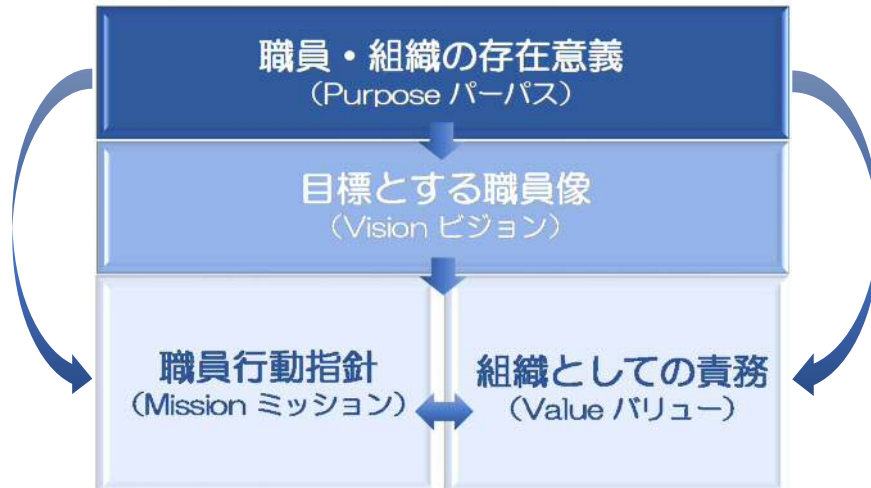 職員・組織の存在意義
（Purpose パーパス）
目標とする職員像
（Vision ビジョン）
職員行動指針
（Mission ミッション）
組織としての責務
（Value バリュー）